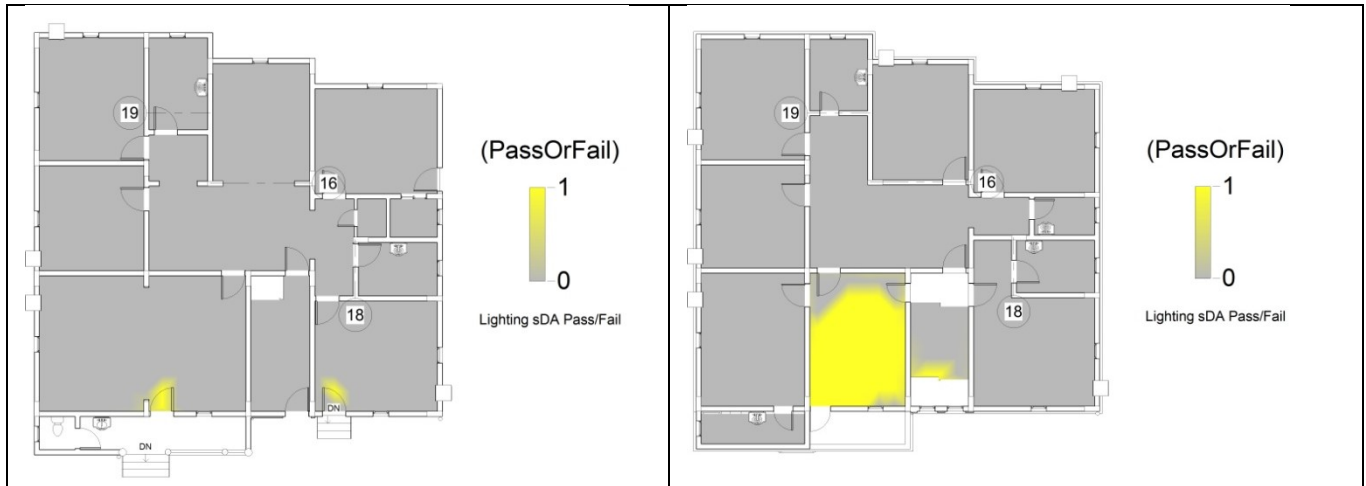 19
16
18
DN
DN
(PassOrFail)
1
0
Lighting sDA Pass/Fail
19
16
18
(PassOrFail)
1
0
Lighting sDA Pass/Fail